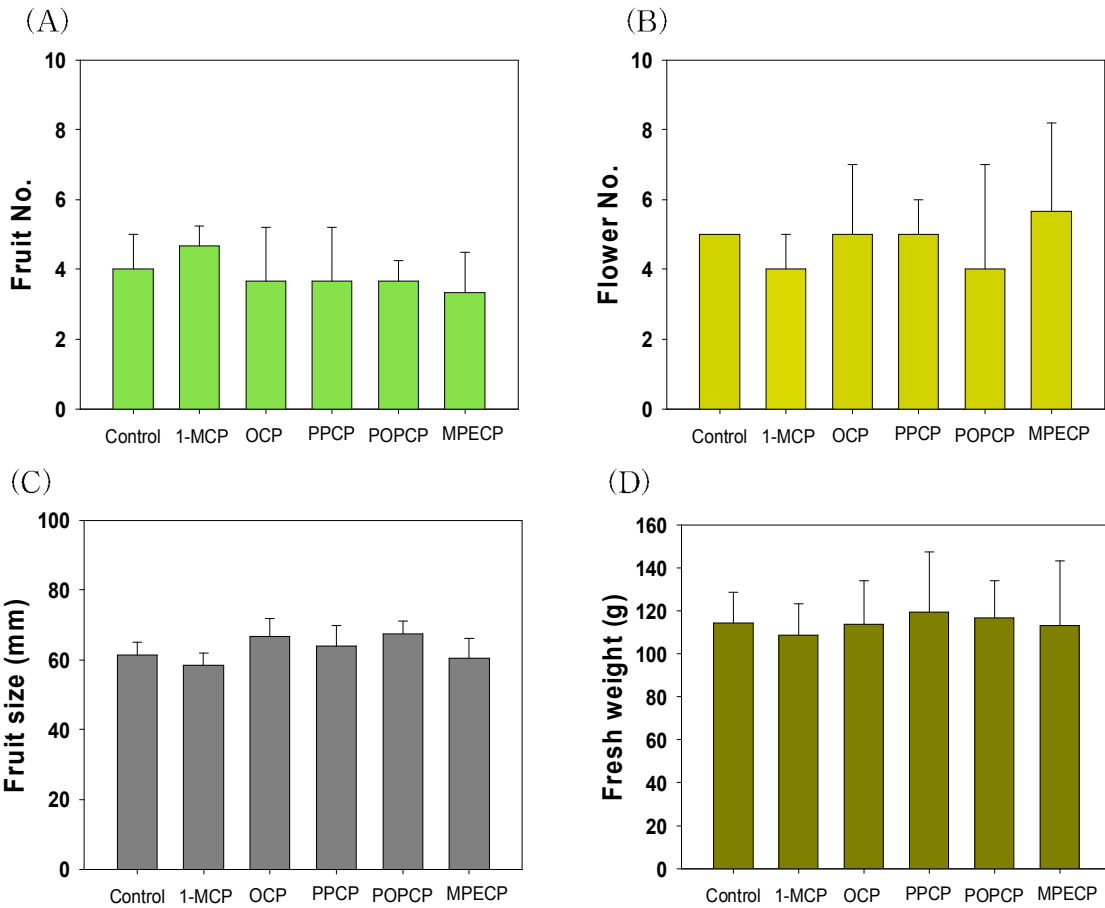 (A)
Fruit No.
10
8
6
4
2
0
Control 1-MCP OCP PPCP POPCP MPECP
(B)
Flower No.
10
8
6
4
2
0
Control 1-MCP OCP PPCP POPCP MPECP
(C)
Fruit size (mm)
100
80
60
40
20
0
Control 1-MCP OCP PPCP POPCP MPECP
(D)
Fresh weight (g)
160
140
120
100
80
60
40
20
0
Control 1-MCP OCP PPCP POPCP MPECP